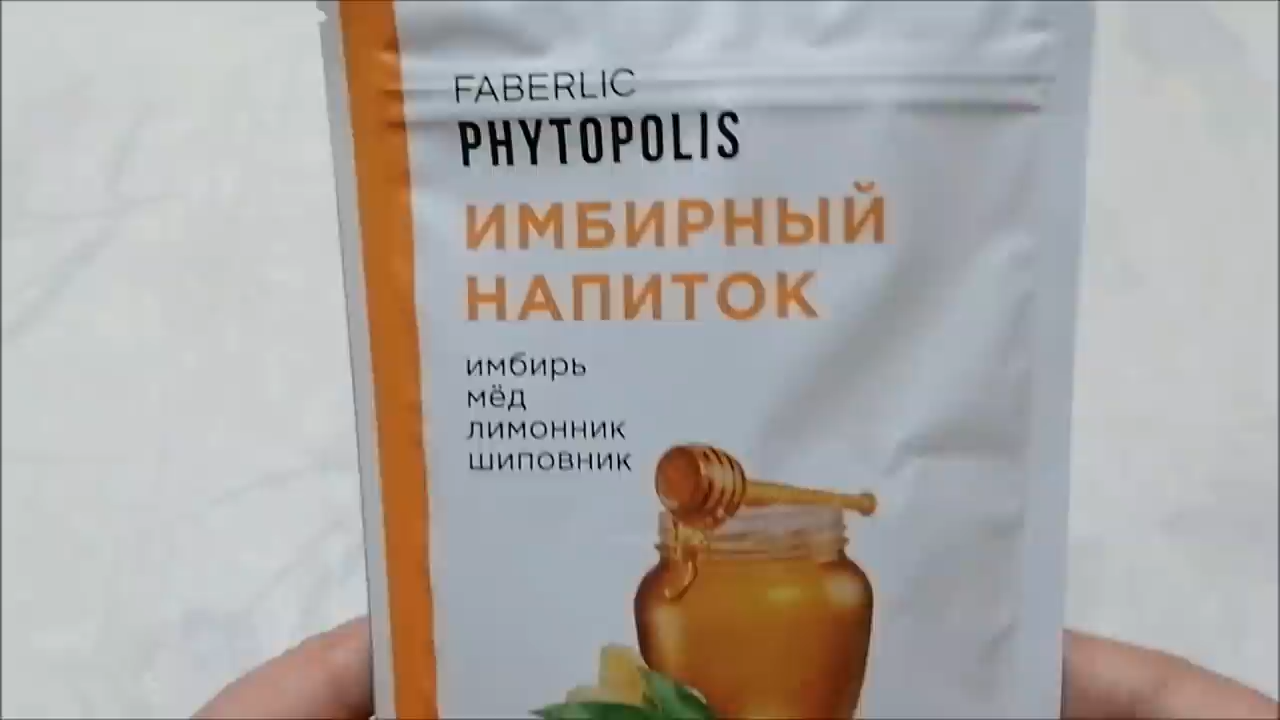 FABERLIC
PHYTOPOLIS
ИМБИРНЫЙ
НАПИТОК
имбирь
мёд
лимонник
шиповник